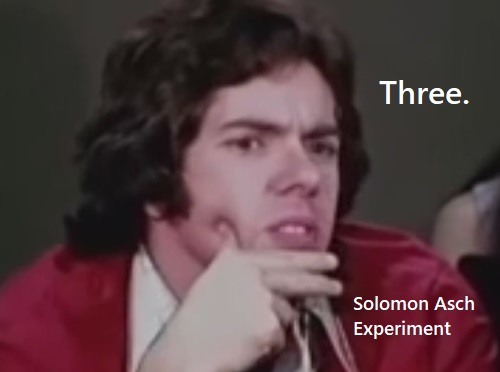 Three.
Solomon Asch
Experiment